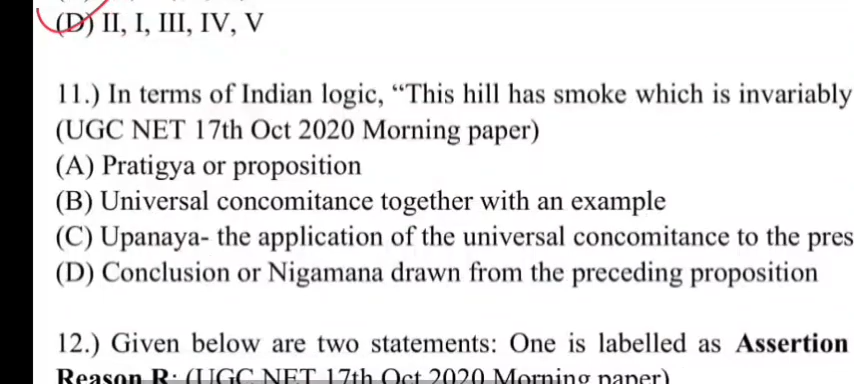 (D) II, I, III, IV, V
11.) In terms of Indian logic, “This hill has smoke which is invariably
(UGC NET 17th Oct 2020 Morning paper)
(A) Pratigya or proposition
(B) Universal concomitance together with an example
(C) Upanaya- the application of the universal concomitance to the pres
(D) Conclusion or Nigamana drawn from the preceding proposition
12.) Given below are two statements: One is labelled as Assertion
Reason R: (UGC NET 17th Oct 2020 Morning paper)